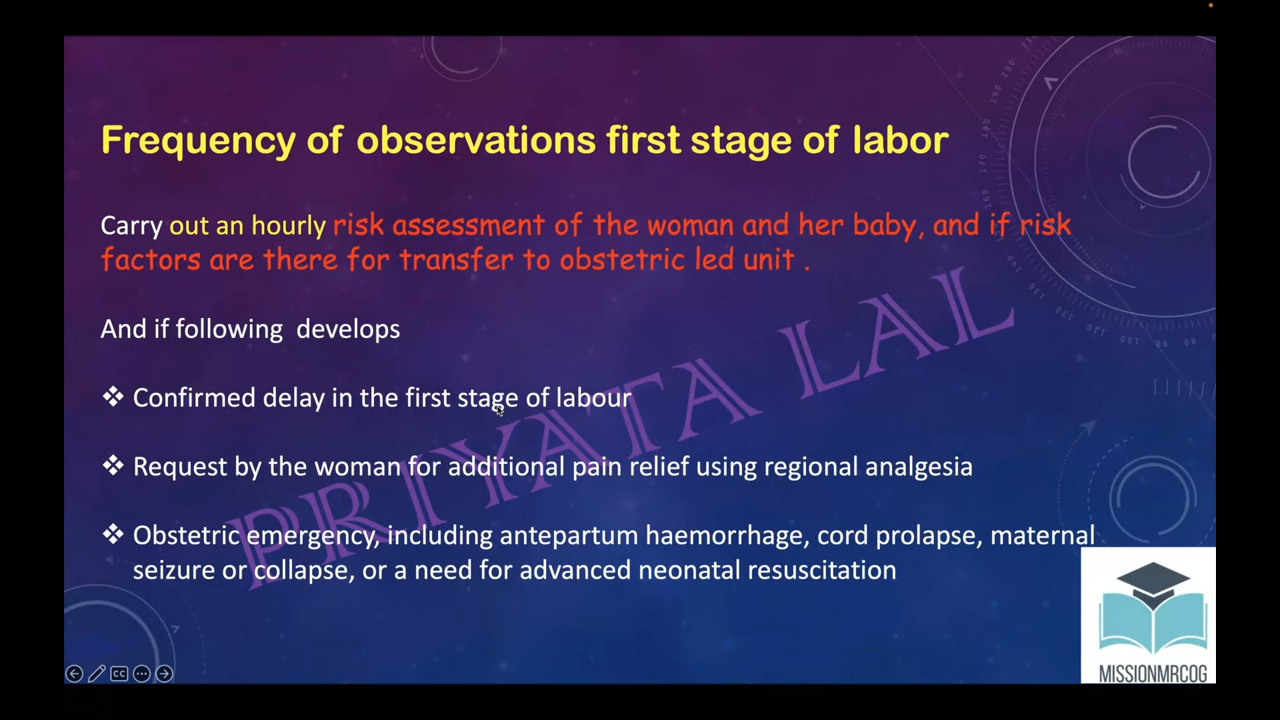 Frequency of observations first stage of labor
Carry out an hourly risk assessment of the woman and her baby, and if risk
factors are there for transfer to obstetric led unit .
And if following develops
❖ Confirmed delay in the first stage of labour
❖ Request by the woman for additional pain relief using regional analgesia
❖ Obstetric emergency, including antepartum haemorrhage, cord prolapse, maternal
seizure or collapse, or a need for advanced neonatal resuscitation
PRIYATA LAL
MISSIONMRCOG
CC